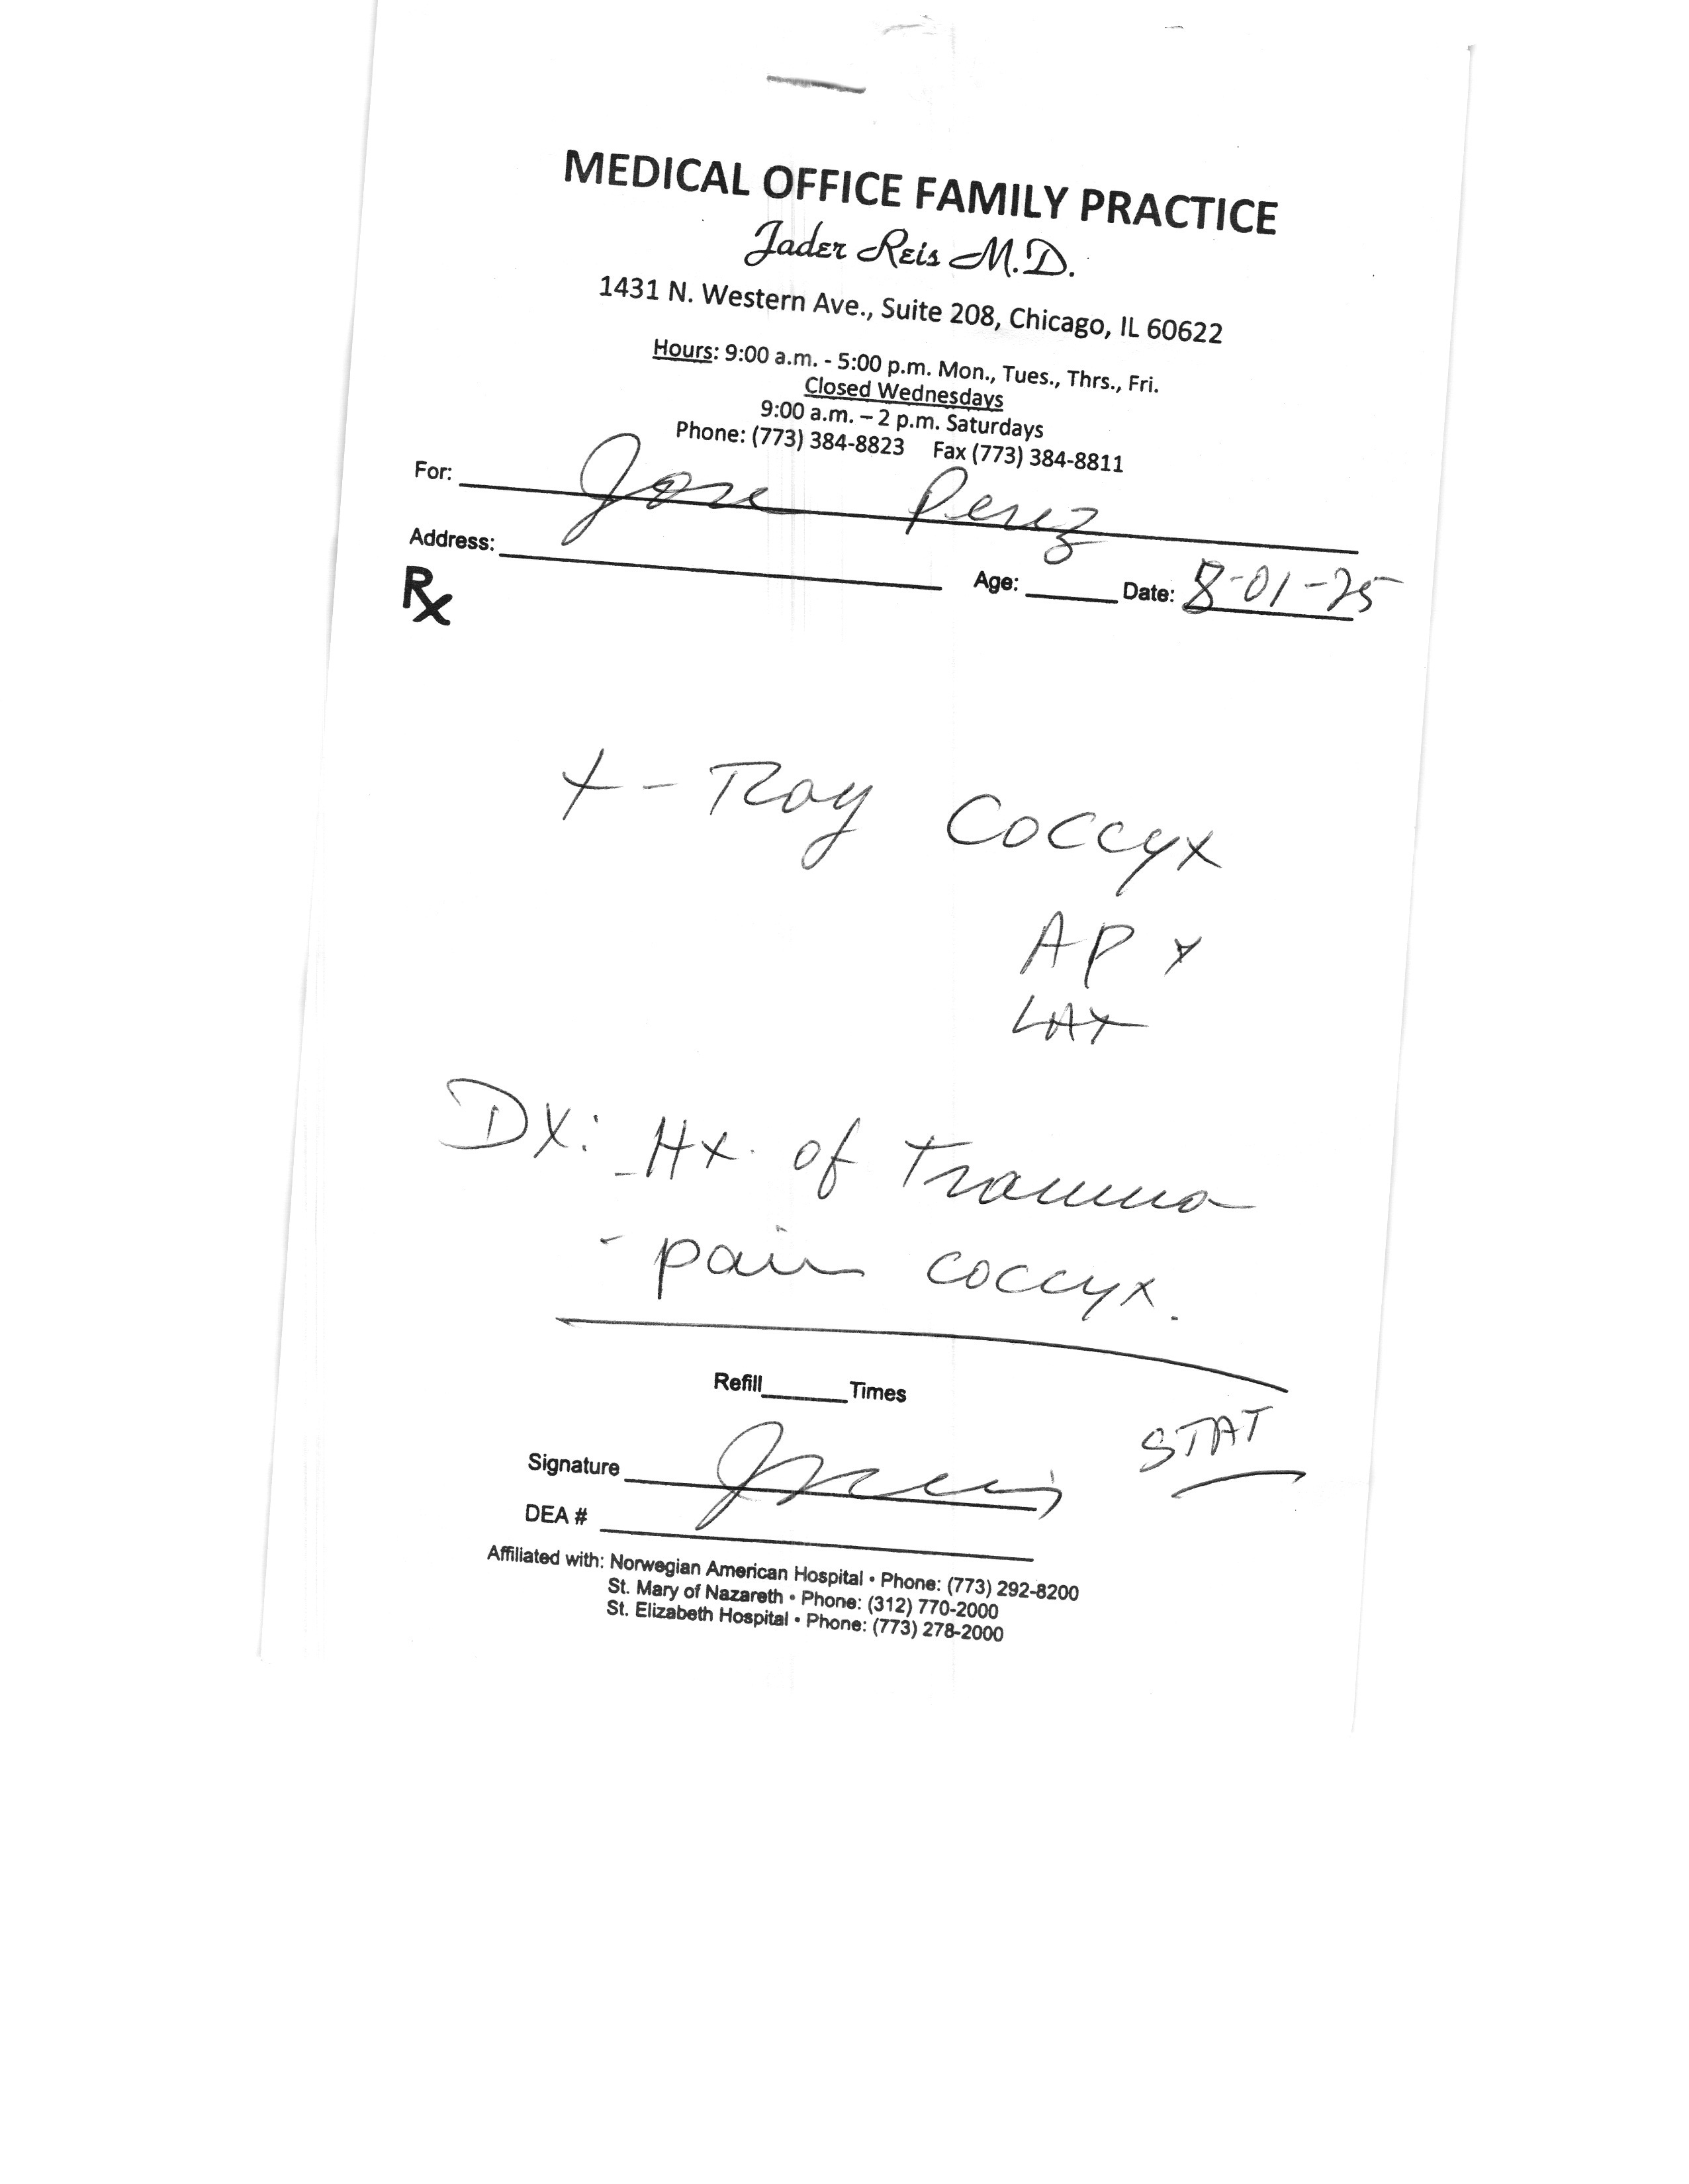 MEDICAL OFFICE FAMILY PRACTICE
Jader Reis M.D.
1431 N. Western Ave., Suite 208, Chicago, IL 60622
Hours: 9:00 a.m. - 5:00 p.m. Mon., Tues., Thrs., Fri.
Closed Wednesdays
9:00 a.m. – 2 p.m. Saturdays
Phone: (773) 384-8823 Fax (773) 384-8811
For: Jose Perez
Address: Age: Date: 8-01-25
Rx
X-Ray Coccyx
AP Y
LAT
DX: - Hx. of Trauma
- pain coccyx.
Refill Times
STAT
Signature
DEA #
Affiliated with: Norwegian American Hospital • Phone: (773) 292-8200
St. Mary of Nazareth • Phone: (312) 770-2000
St. Elizabeth Hospital • Phone: (773) 278-2000